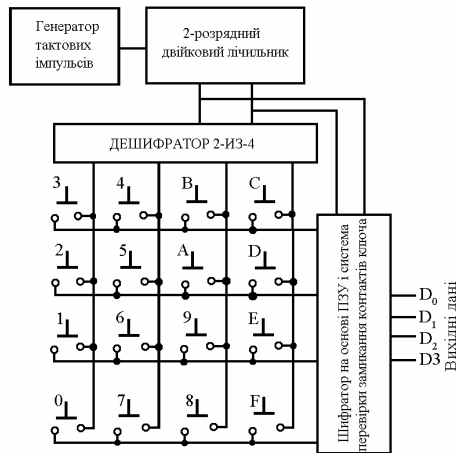 Генератор
тактових
імпульсів
2-розрядний
двійковий лічильник
ДЕШИФРАТОР 2-ИЗ-4
3 4 B C
2 5 A D
1 6 9 E
0 7 8 F
Шифратор на основі ПЗУ і система
перевірки замикання контактів ключа
D0
D1
D2
D3
Вихідні дані